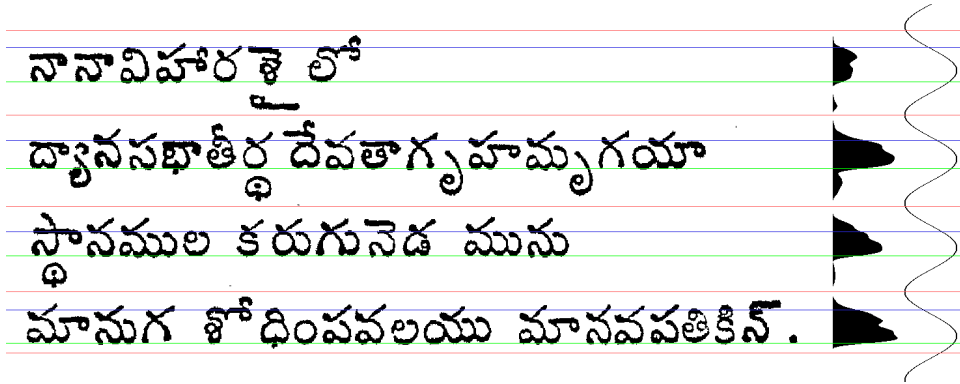 నానావిహారశై లో
ద్యానసభాతీర్థ దేవతాగృహమృగయా
స్థానముల కరుగునెడ మును
మానుగ శోధింపవలయు మానవపతికిన్ .